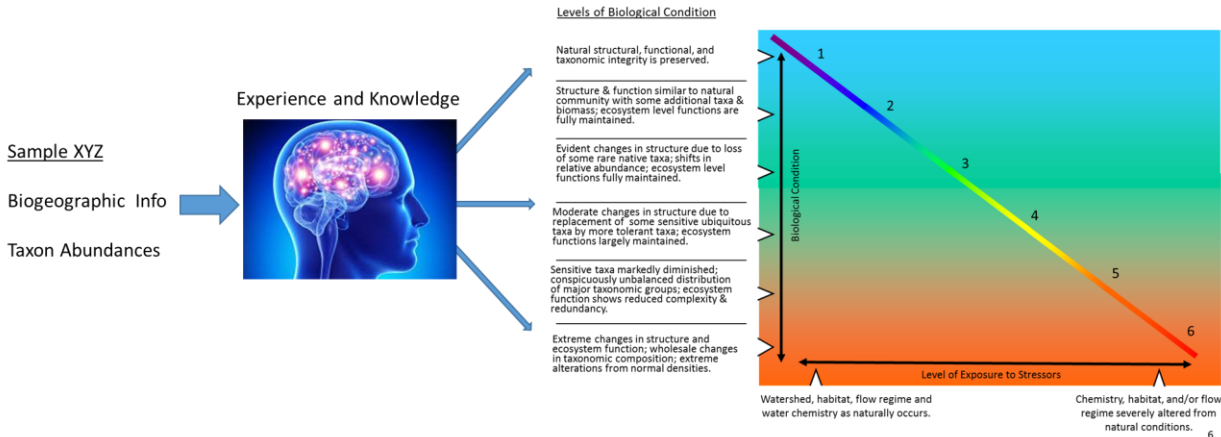 Levels of Biological Condition
Natural structural, functional, and
taxonomic integrity is preserved.
Structure & function similar to natural
community with some additional taxa &
biomass; ecosystem level functions are
fully maintained.
Evident changes in structure due to loss
of some rare native taxa; shifts in
relative abundance; ecosystem level
functions fully maintained.
Moderate changes in structure due to
replacement of some sensitive ubiquitous
taxa by more tolerant taxa; ecosystem
functions largely maintained.
Sensitive taxa markedly diminished;
conspicuously unbalanced distribution
of major taxonomic groups; ecosystem
function shows reduced complexity &
redundancy.
Extreme changes in structure and
ecosystem function; wholesale changes
in taxonomic composition; extreme
alterations from normal densities.
Experience and Knowledge
Sample XYZ
Biogeographic Info
Taxon Abundances
1
2
3
4
5
6
Biological Condition
Level of Exposure to Stressors
Watershed, habitat, flow regime and
water chemistry as naturally occurs.
Chemistry, habitat, and/or flow
regime severely altered from
natural conditions.
6